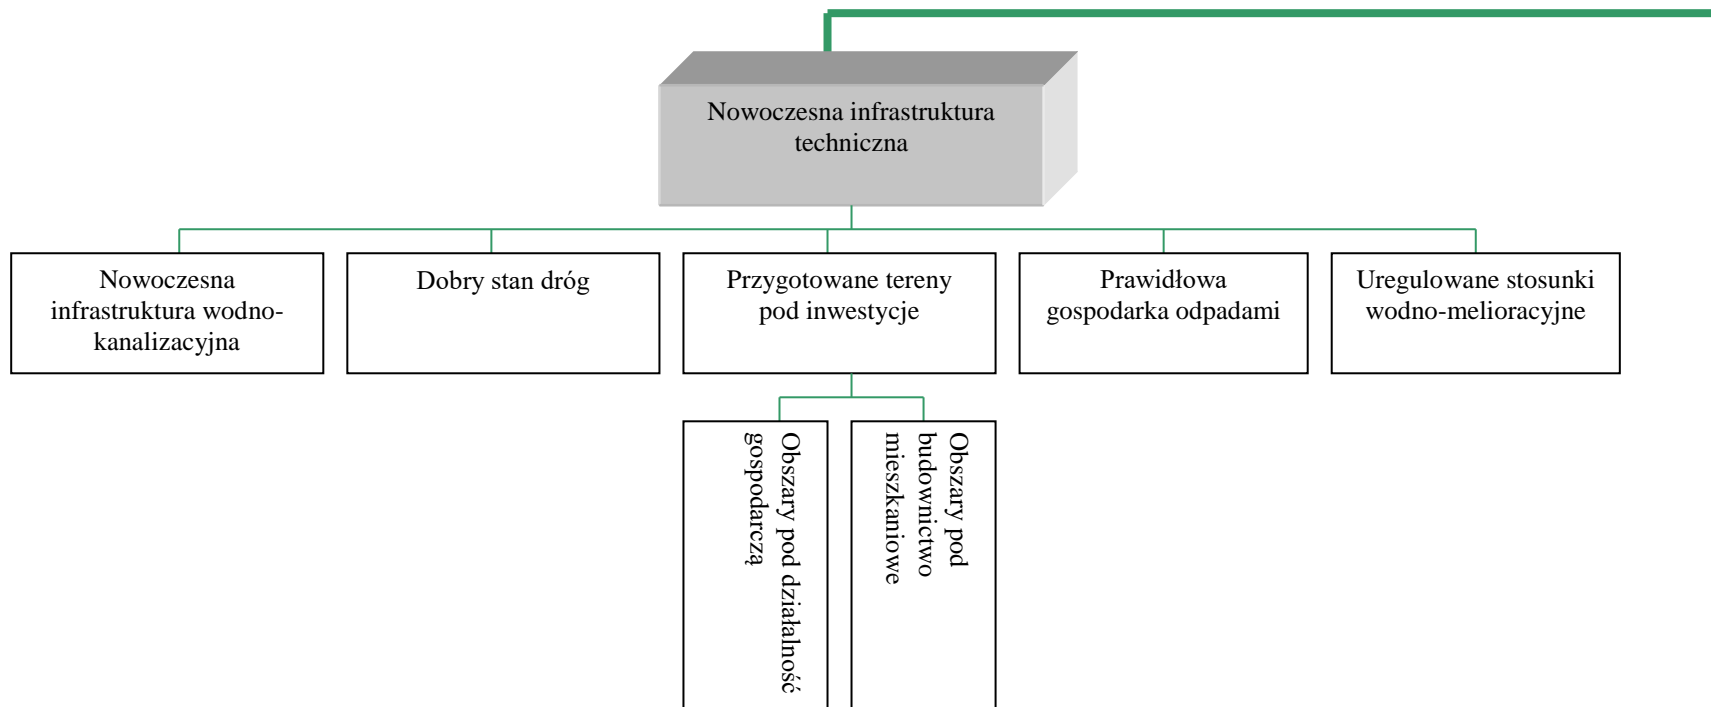 Nowoczesna infrastruktura
techniczna
Nowoczesna
infrastruktura wodno-
kanalizacyjna
Dobry stan dróg
Przygotowane tereny
pod inwestycje
Prawidłowa
gospodarka odpadami
Uregulowane stosunki
wodno-melioracyjne
Obszary pod działalność
gospodarczą
Obszary pod
budownictwo
mieszkaniowe